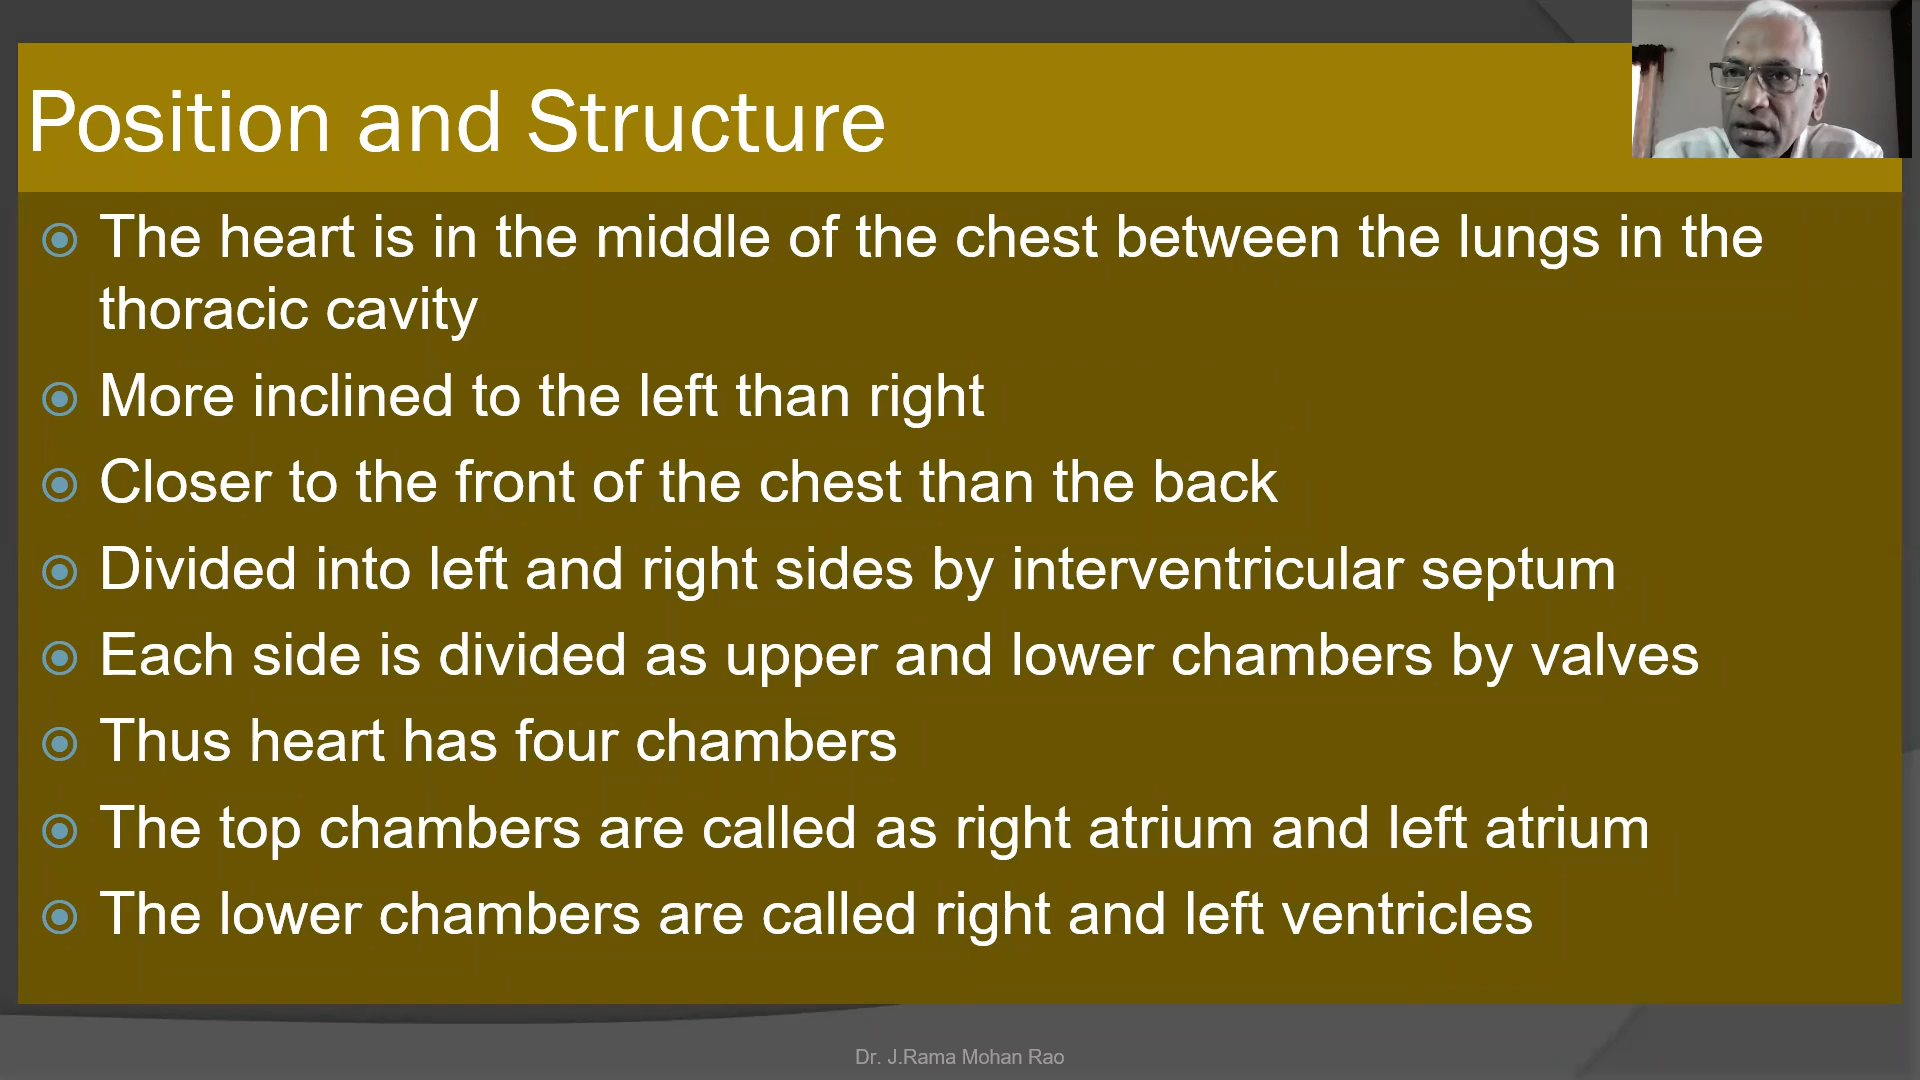 Position and Structure
The heart is in the middle of the chest between the lungs in the
thoracic cavity
More inclined to the left than right
Closer to the front of the chest than the back
Divided into left and right sides by interventricular septum
Each side is divided as upper and lower chambers by valves
Thus heart has four chambers
The top chambers are called as right atrium and left atrium
The lower chambers are called right and left ventricles
Dr. J.Rama Mohan Rao